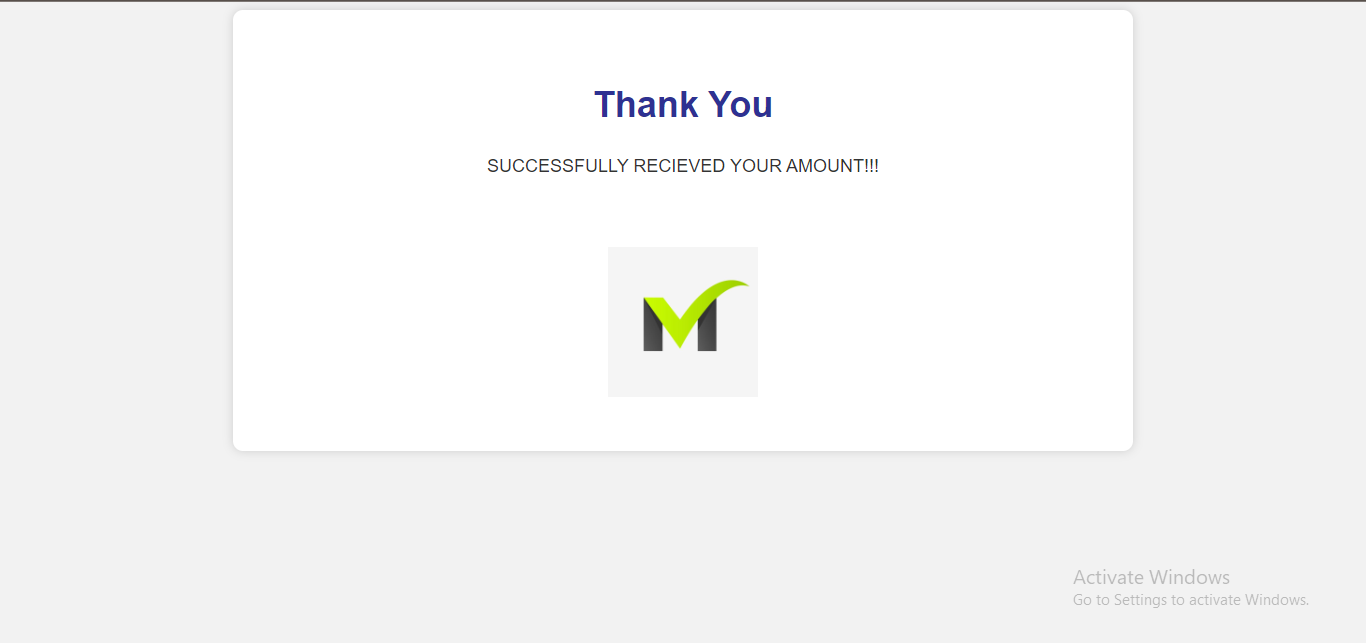 Thank You
SUCCESSFULLY RECIEVED YOUR AMOUNT!!!
Activate Windows
Go to Settings to activate Windows.